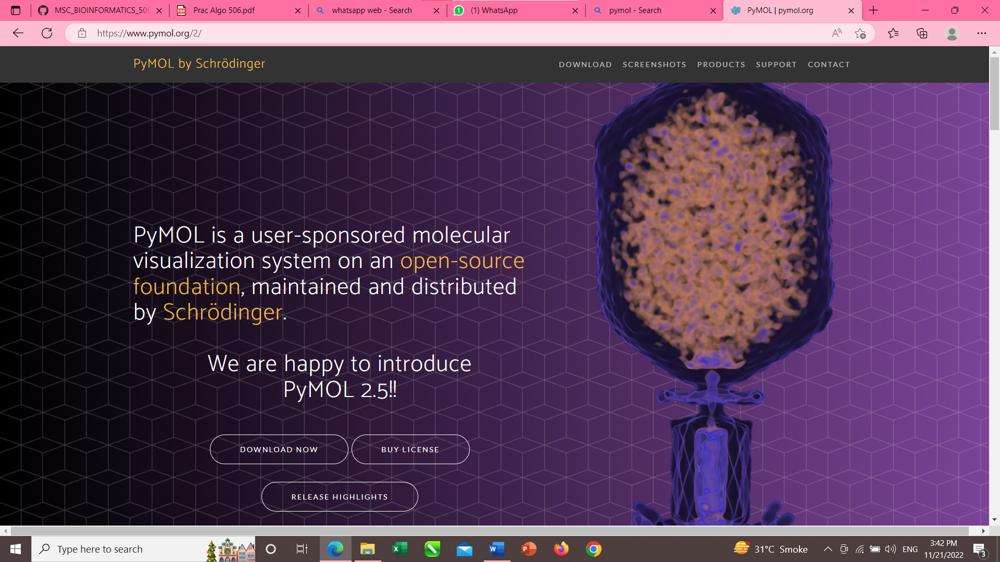 MSC_BIOINFORMATICS_506
Prac Algo 506.pdf
whatsapp web - Search
(1) WhatsApp
pymol - Search
PyMOL | pymol.org
https://www.pymol.org/2/
PyMOL by Schrödinger
DOWNLOAD SCREENSHOTS PRODUCTS SUPPORT CONTACT
PyMOL is a user-sponsored molecular
visualization system on an open-source
foundation, maintained and distributed
by Schrödinger.
We are happy to introduce
PyMOL 2.5!!
DOWNLOAD NOW
BUY LICENSE
RELEASE HIGHLIGHTS
Type here to search
31°C Smoke
ENG
3:42 PM
11/21/2022
3